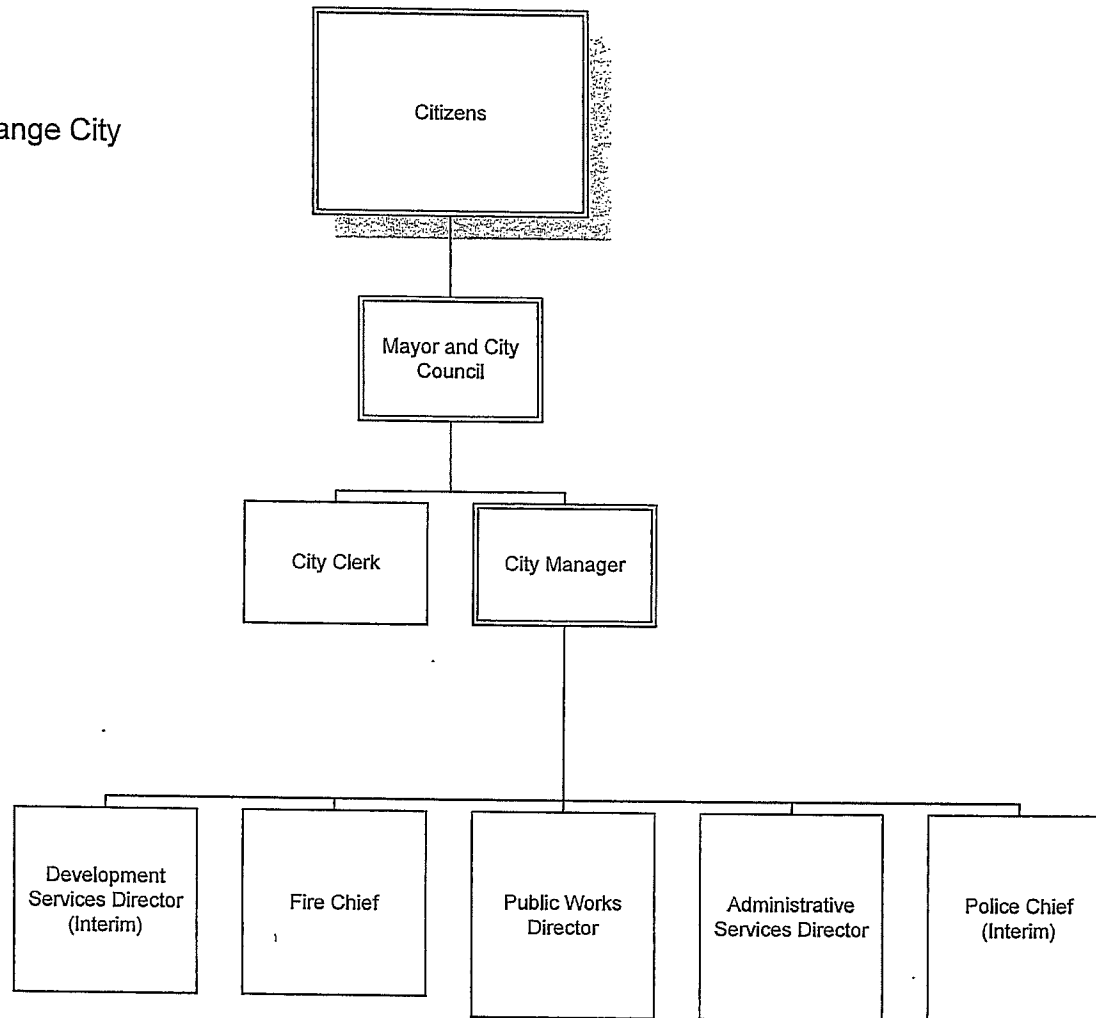 ange City
Citizens
Mayor and City
Council
City Clerk
City Manager
Development
Services Director
(Interim)
Fire Chief
Public Works
Director
Administrative
Services Director
Police Chief
(Interim)